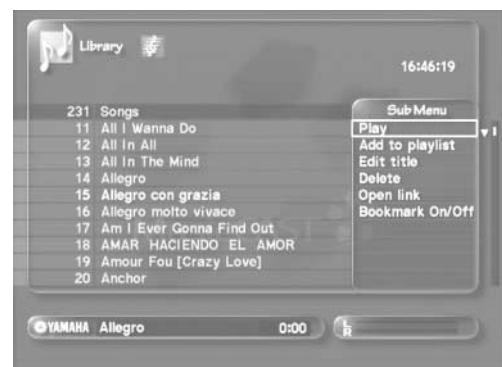 Library
16:46:19
231 Songs
11 All I Wanna Do
12 All In All
13 All In The Mind
14 Allegro
15 Allegro con grazia
16 Allegro molto vivace
17 Am I Ever Gonna Find Out
18 AMAR HACIENDO EL AMOR
19 Amour Fou [Crazy Love]
20 Anchor
Sub Menu
Play
Add to playlist
Edit title
Delete
Open link
Bookmark On/Off
YAMAHA Allegro 0:00
L
R